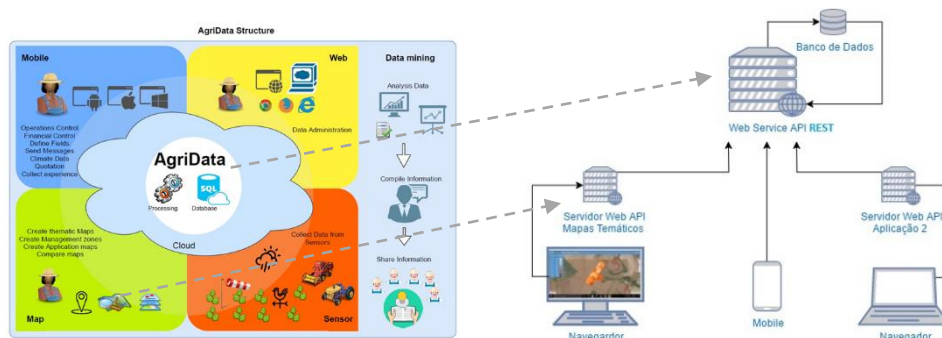 AgriData Structure
Mobile
Web
Data mining
Analysis Data
Operations Control
Financial Control
Define Fields
Send Messages
Climate Data
Quotation
Collect experience
Data Administration
AgriData
Processing
SQL
Database
Cloud
Compile Information
Create thematic Maps
Create Management zones
Create Application maps
Compare maps
Collect Data from
Sensors
Share Information
Map
Sensor
Banco de Dados
Web Service API REST
Servidor Web API
Mapas Temáticos
Servidor Web API
Aplicação 2
Navegardor
Mobile
Navegador